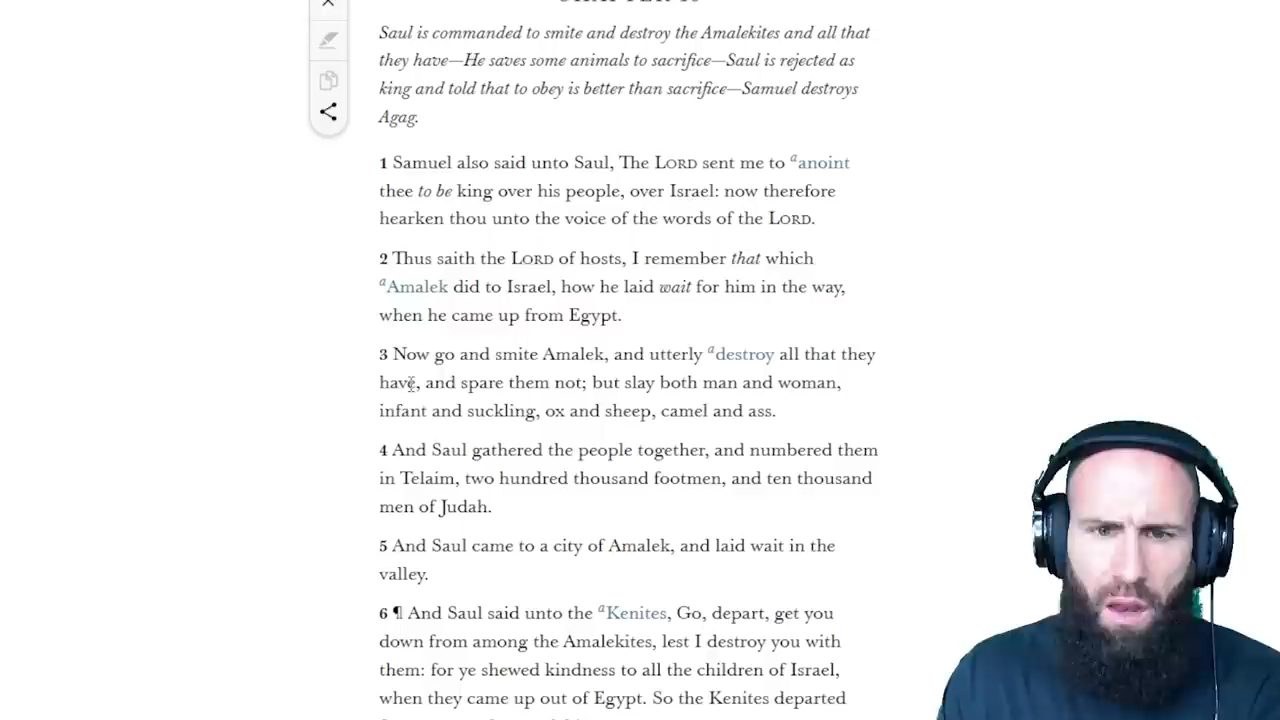 Saul is commanded to smite and destroy the Amalekites and all that
they have—He saves some animals to sacrifice—Saul is rejected as
king and told that to obey is better than sacrifice—Samuel destroys
Agag.
1 Samuel also said unto Saul, The LORD sent me to a anoint
thee to be king over his people, over Israel: now therefore
hearken thou unto the voice of the words of the LORD.
2 Thus saith the LORD of hosts, I remember that which
a Amalek did to Israel, how he laid wait for him in the way,
when he came up from Egypt.
3 Now go and smite Amalek, and utterly a destroy all that they
have, and spare them not; but slay both man and woman,
infant and suckling, ox and sheep, camel and ass.
4 And Saul gathered the people together, and numbered them
in Telaim, two hundred thousand footmen, and ten thousand
men of Judah.
5 And Saul came to a city of Amalek, and laid wait in the
valley.
6 ¶ And Saul said unto the a Kenites, Go, depart, get you
down from among the Amalekites, lest I destroy you with
them: for ye shewed kindness to all the children of Israel,
when they came up out of Egypt. So the Kenites departed